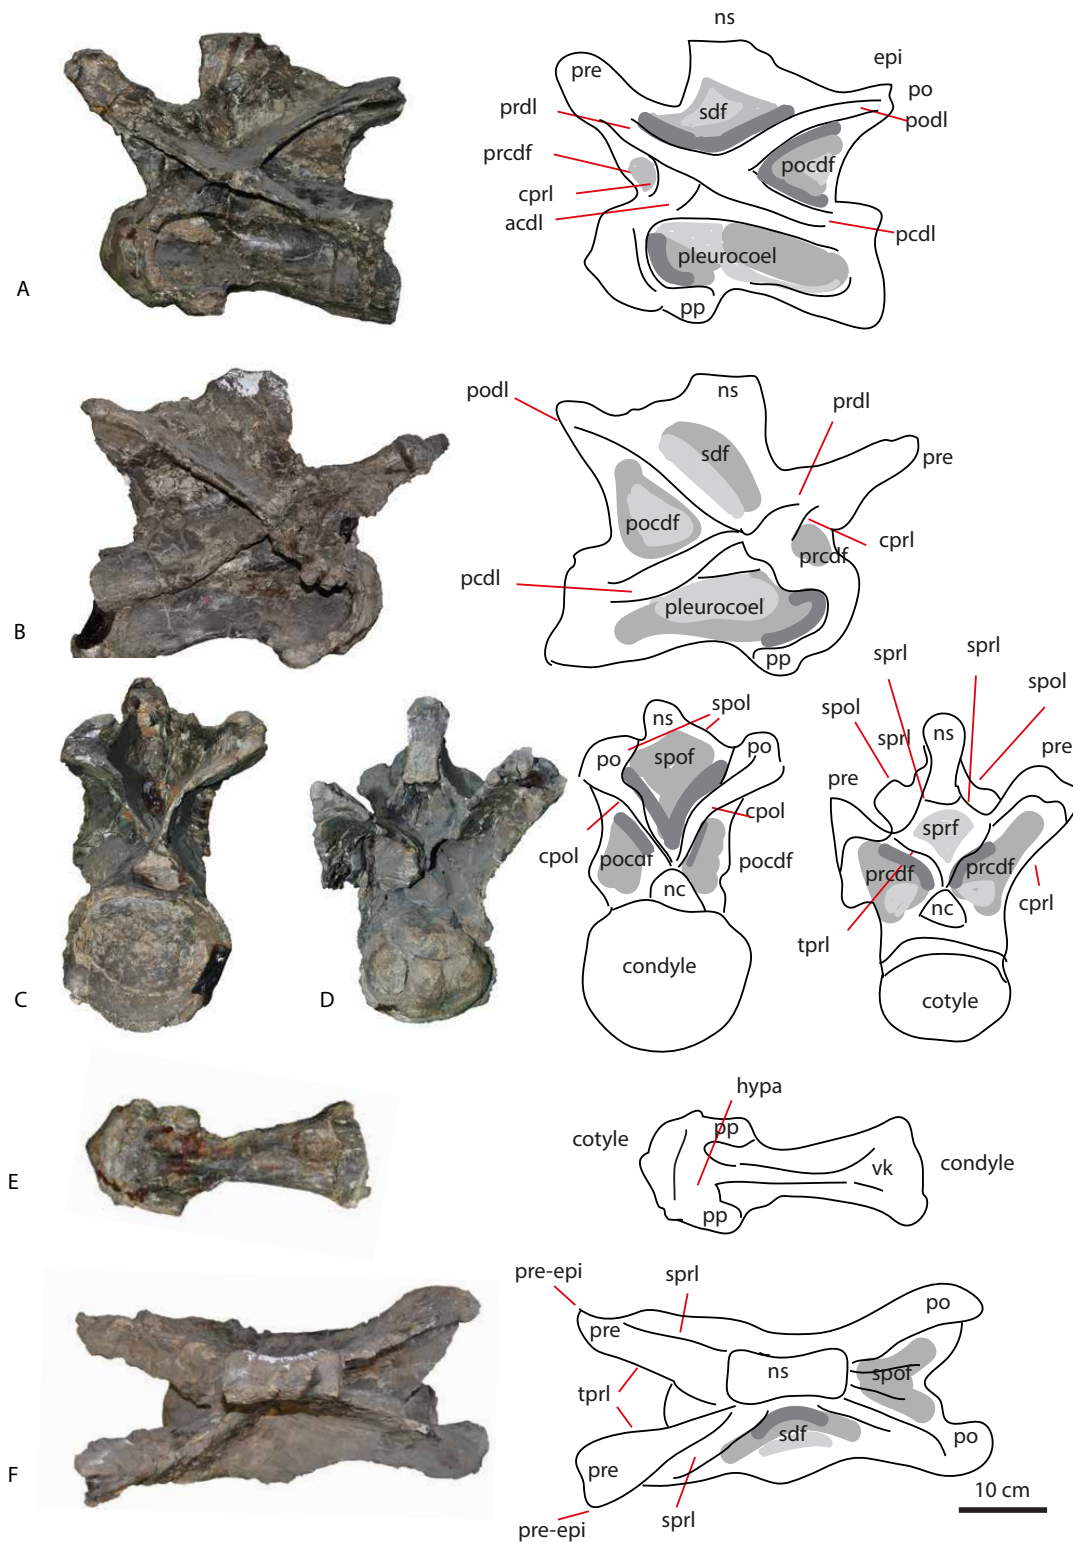 ns
pre
epi
po
prdl
sdf
podl
prcdf
pocdf
cprl
acdl
pcdl
pleurocoel
pp
A
podl
ns
prdl
pre
sdf
pocdf
cprl
prcdf
pcdl
pleurocoel
pp
B
sprl
sprl
spol
spol
spol
ns
ns
sprl
po
spof
po
pre
pre
sprf
cpol
cpol
pocdf
pocdf
prcdf
prcdf
nc
nc
cprl
tprl
condyle
cotyle
C
D
hypa
cotyle
pp
vk
condyle
pp
E
pre-epi
sprl
po
pre
ns
spof
tprl
sdf
po
pre
F
10 cm
pre-epi
sprl